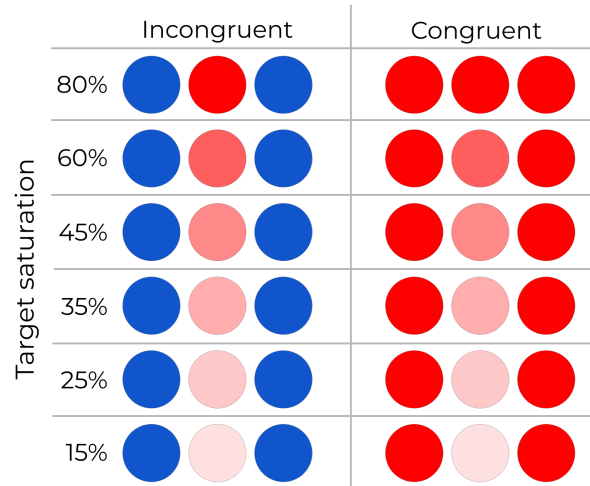 Incongruent
Congruent
Target saturation
80%
60%
45%
35%
25%
15%